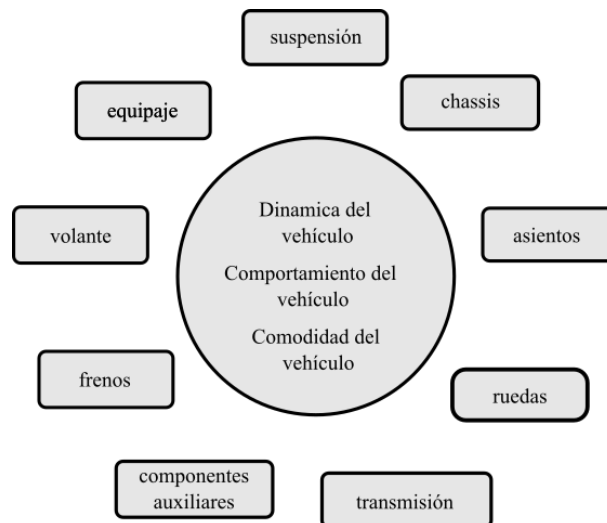 suspensión
equipaje
chassis
Dinamica del
vehículo
Comportamiento del
vehículo
Comodidad del
vehículo
volante
asientos
frenos
ruedas
componentes
auxiliares
transmisión